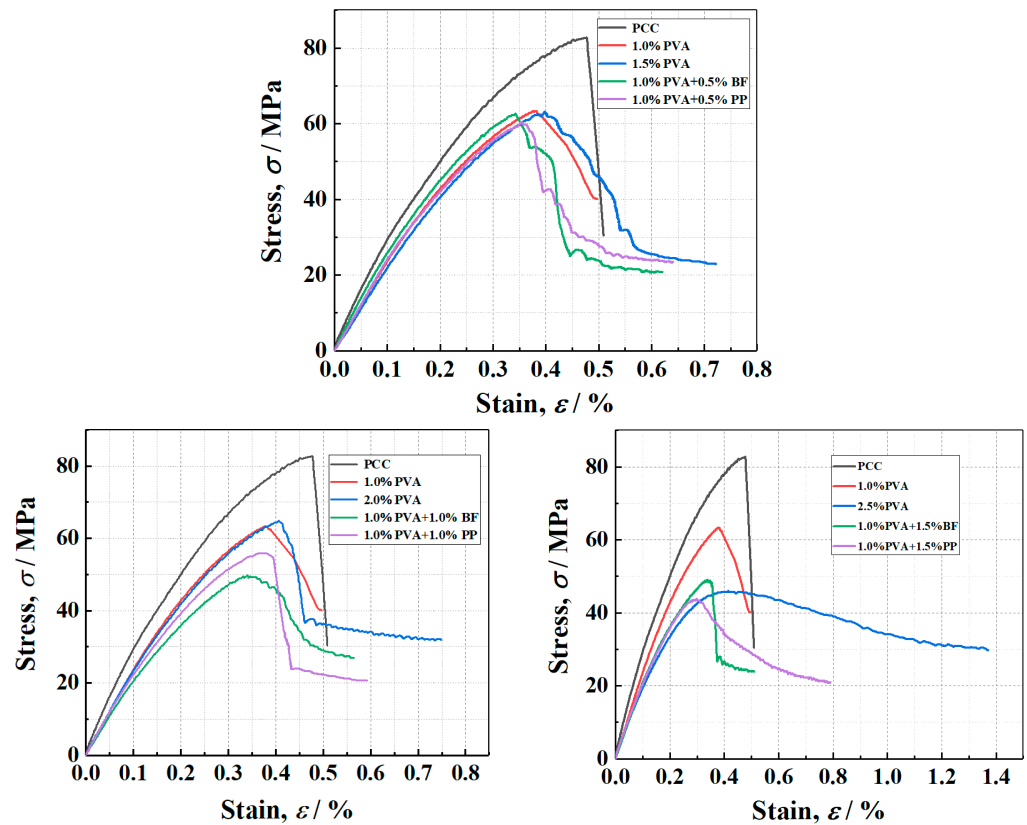 Stress, σ / MPa
80
60
40
20
0
PCC
1.0% PVA
1.5% PVA
1.0% PVA+0.5% BF
1.0% PVA+0.5% PP
0.0 0.1 0.2 0.3 0.4 0.5 0.6 0.7 0.8
Stain, ε / %
Stress, σ / MPa
80
60
40
20
0
PCC
1.0% PVA
2.0% PVA
1.0% PVA+1.0% BF
1.0% PVA+1.0% PP
0.0 0.1 0.2 0.3 0.4 0.5 0.6 0.7 0.8
Stain, ε / %
Stress, σ / MPa
80
60
40
20
0
PCC
1.0%PVA
2.5%PVA
1.0%PVA+1.5%BF
1.0%PVA+1.5%PP
0.0 0.2 0.4 0.6 0.8 1.0 1.2 1.4
Stain, ε / %